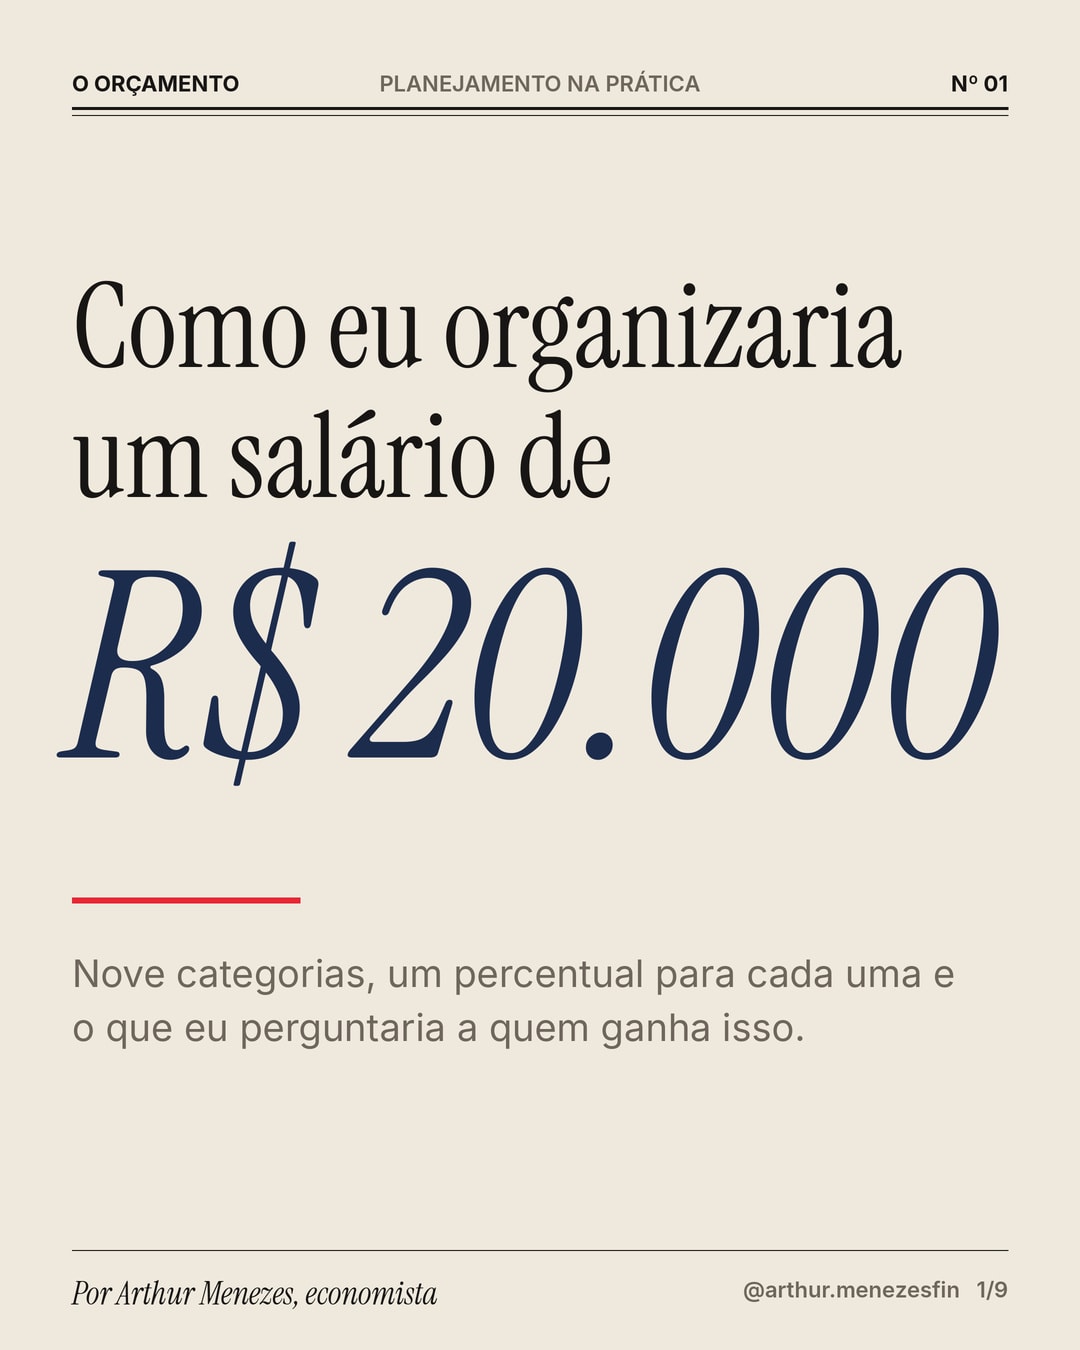 O ORÇAMENTO PLANEJAMENTO NA PRÁTICA Nº 01
Como eu organizaria
um salário de
R$ 20.000
Nove categorias, um percentual para cada uma e
o que eu perguntaria a quem ganha isso.
Por Arthur Menezes, economista @arthur.menezesfin 1/9